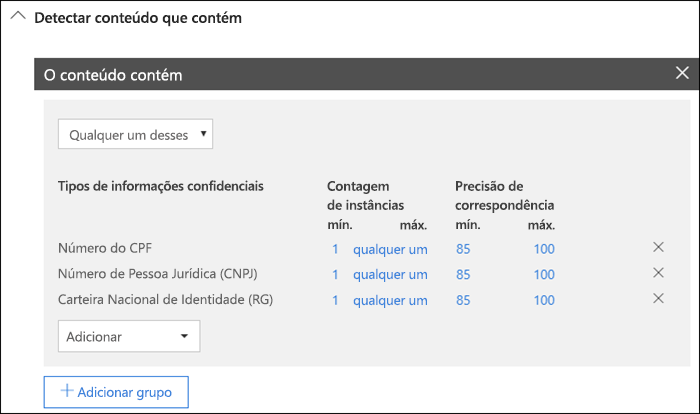 Detectar conteúdo que contém
O conteúdo contém
Qualquer um desses
Tipos de informações confidenciais Contagem de instâncias Precisão de correspondência
mín. máx. mín. máx.
Número do CPF 1 qualquer um 85 100
Número de Pessoa Jurídica (CNPJ) 1 qualquer um 85 100
Carteira Nacional de Identidade (RG) 1 qualquer um 85 100
Adicionar
+ Adicionar grupo